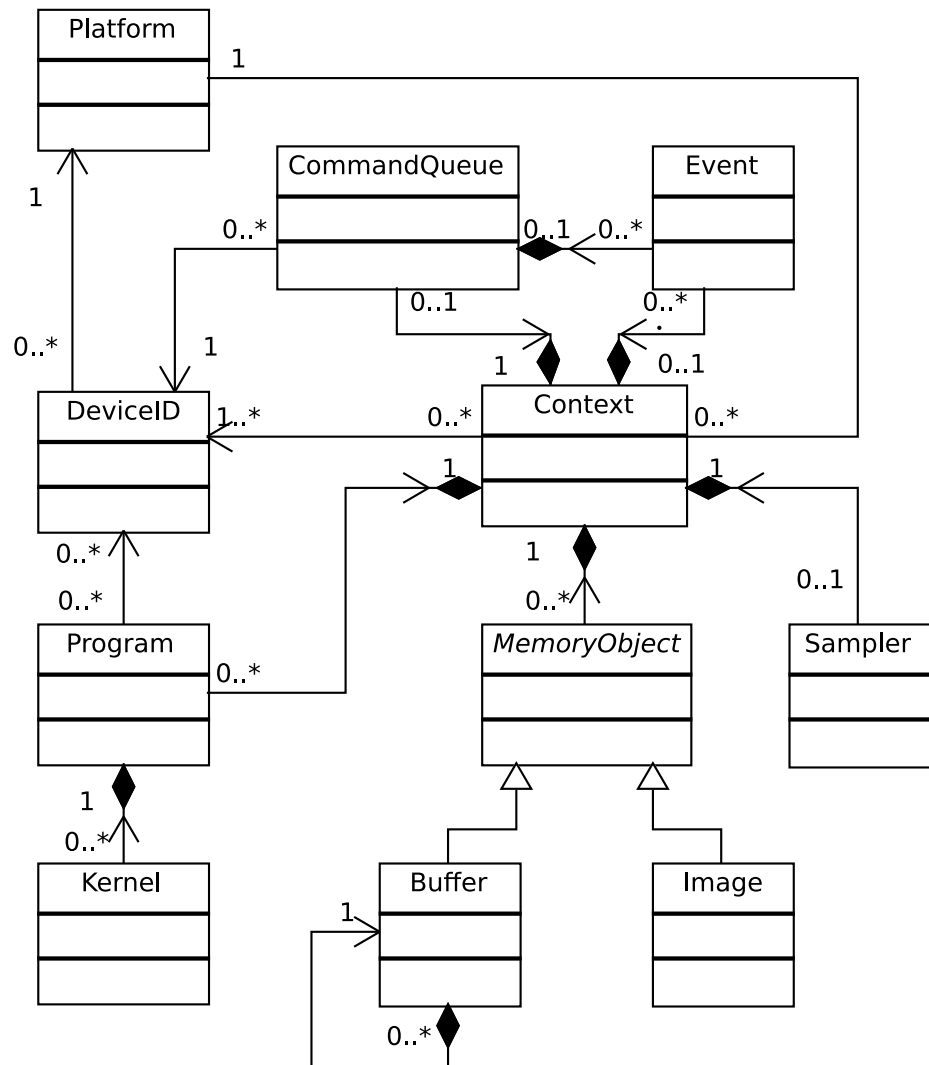 Platform
1
CommandQueue
Event
1
0..*
0..1
0..*
0..1
0..*
0..*
1
1
0..1
DeviceID
Context
1..*
0..*
0..*
1
1
0..*
1
0..1
0..*
0..*
Program
MemoryObject
Sampler
0..*
1
0..*
Kernel
Buffer
Image
1
0..*